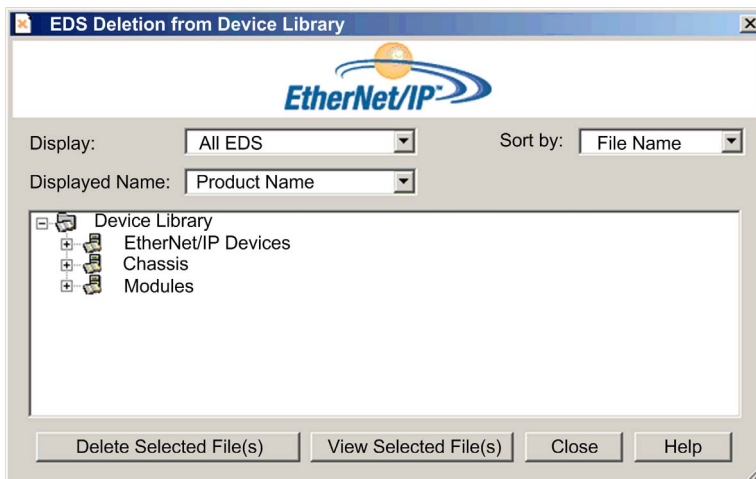 EDS Deletion from Device Library
EtherNet/IP™
Display: All EDS Sort by: File Name
Displayed Name: Product Name
Device Library
EtherNet/IP Devices
Chassis
Modules
Delete Selected File(s) View Selected File(s) Close Help